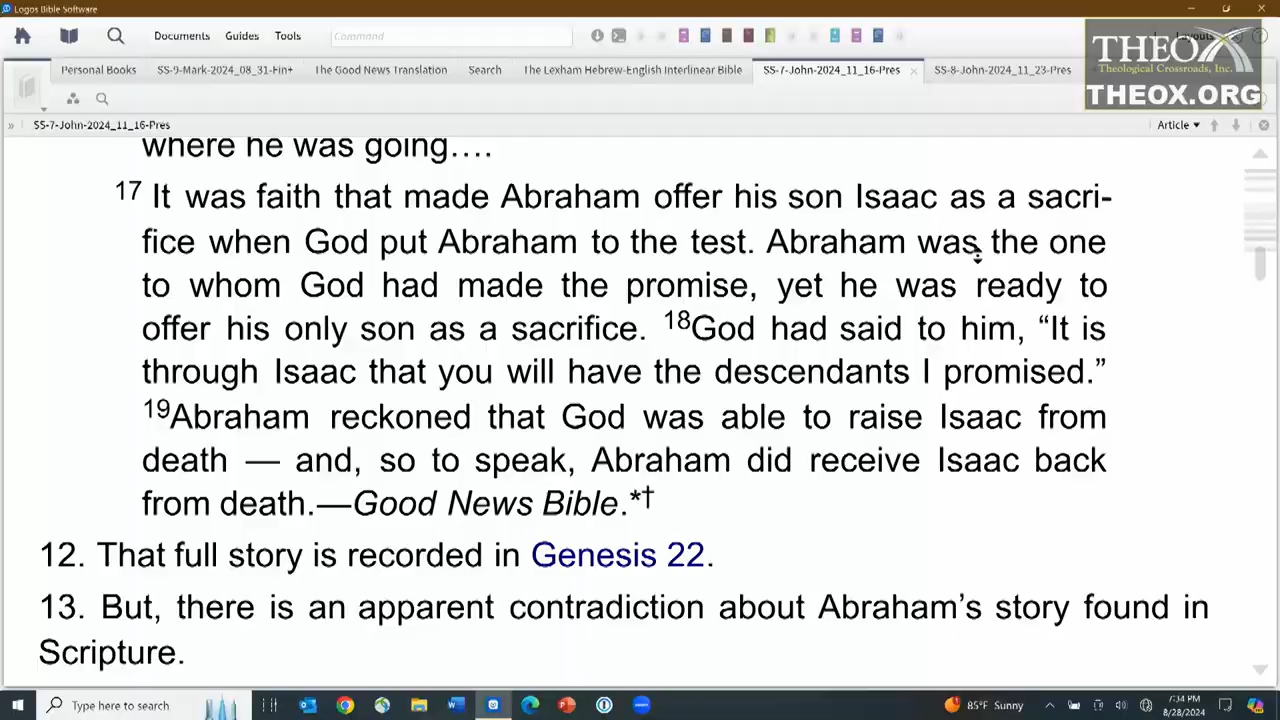 Logos Bible Software
Documents Guides Tools Command Layouts
THEOX
Theological Crossroads, Inc.
THEOX.ORG
Personal Books SS-9-Mark-2024_08_31-Fin+ The Good News The Lexham Hebrew-English Interlinear Bible SS-7-John-2024_11_16-Pres SS-8-John-2024_11_23-Pres
SS-7-John-2024_11_16-Pres Article
where he was going….
17 It was faith that made Abraham offer his son Isaac as a sacri-
fice when God put Abraham to the test. Abraham was the one
to whom God had made the promise, yet he was ready to
offer his only son as a sacrifice. 18God had said to him, “It is
through Isaac that you will have the descendants I promised.”
19Abraham reckoned that God was able to raise Isaac from
death — and, so to speak, Abraham did receive Isaac back
from death.—Good News Bible.*†
12. That full story is recorded in Genesis 22.
13. But, there is an apparent contradiction about Abraham’s story found in
Scripture.
Type here to search 85°F Sunny 7:34 PM
8/28/2024